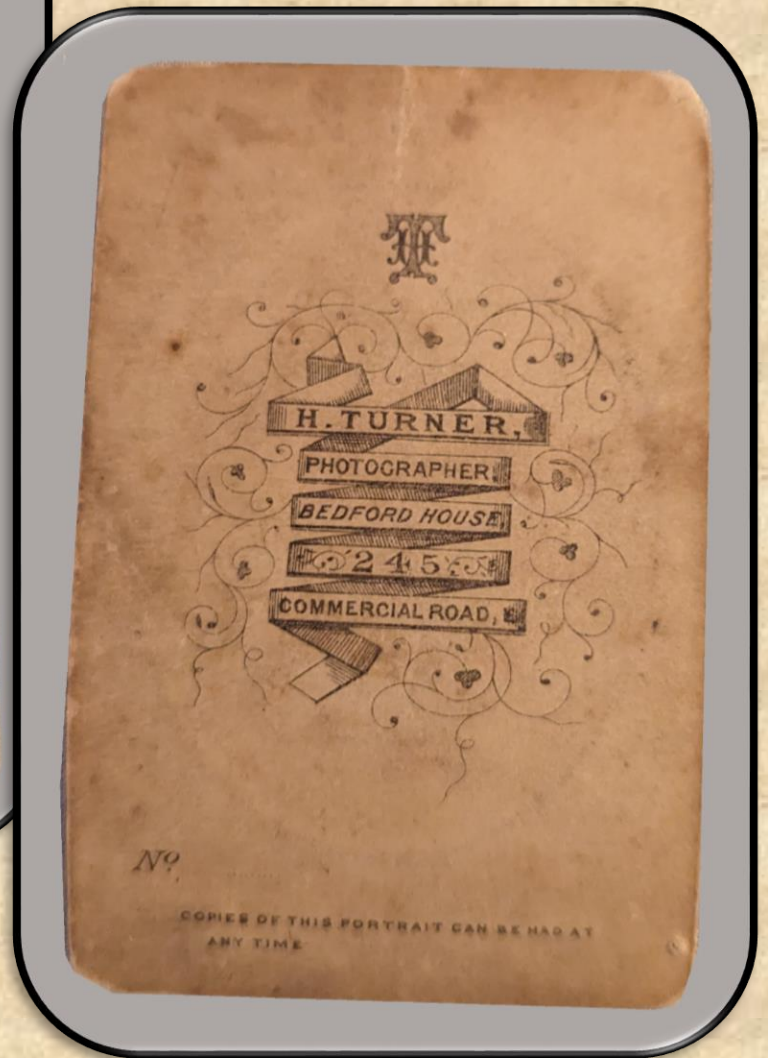 H. TURNER,
PHOTOGRAPHER
BEDFORD HOUSE
245
COMMERCIAL ROAD, E
No
COPIES OF THIS PORTRAIT CAN BE HAD AT
ANY TIME